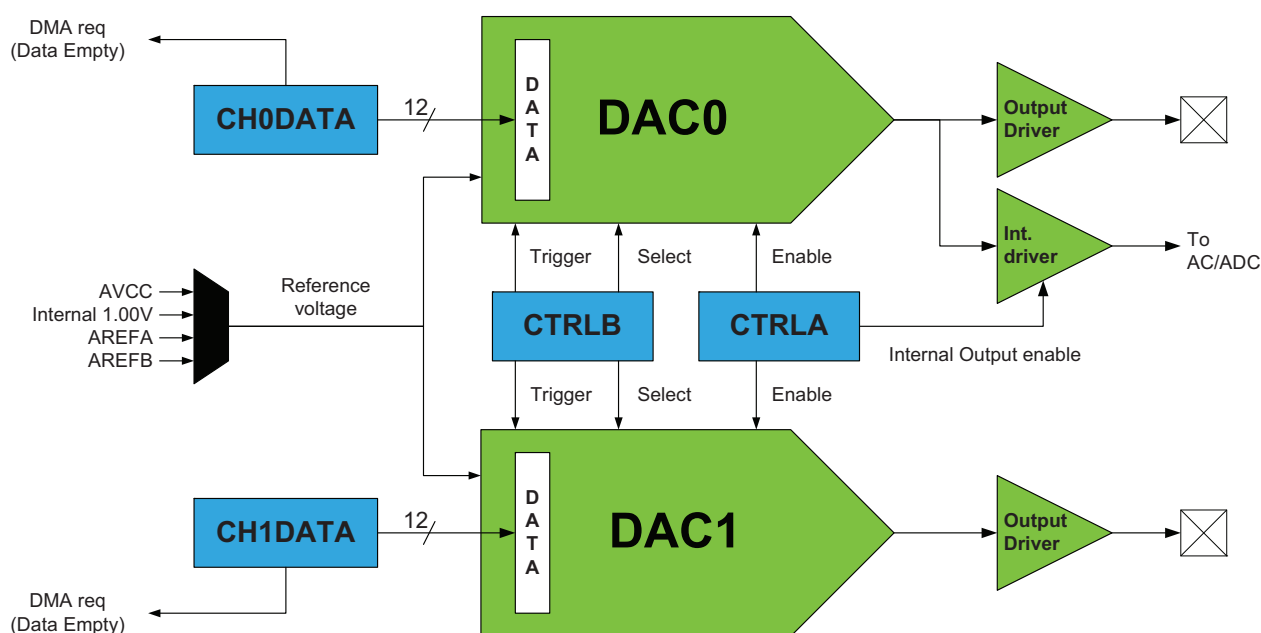 DMA req
(Data Empty)
CH0DATA
12
DATA
DAC0
Output
Driver
Int.
driver
To
AC/ADC
Trigger
Select
Enable
AVCC
Internal 1.00V
AREFA
AREFB
Reference
voltage
CTRLB
CTRLA
Internal Output enable
Trigger
Select
Enable
CH1DATA
12
DATA
DAC1
Output
Driver
DMA req
(Data Empty)